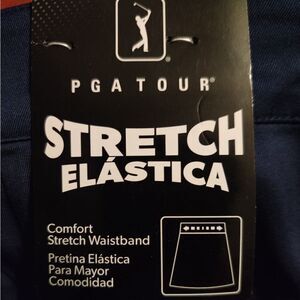 PGA TOUR®
STRETCH
ELÁSTICA
Comfort
Stretch Waistband
Pretina Elástica
Para Mayor
Comodidad